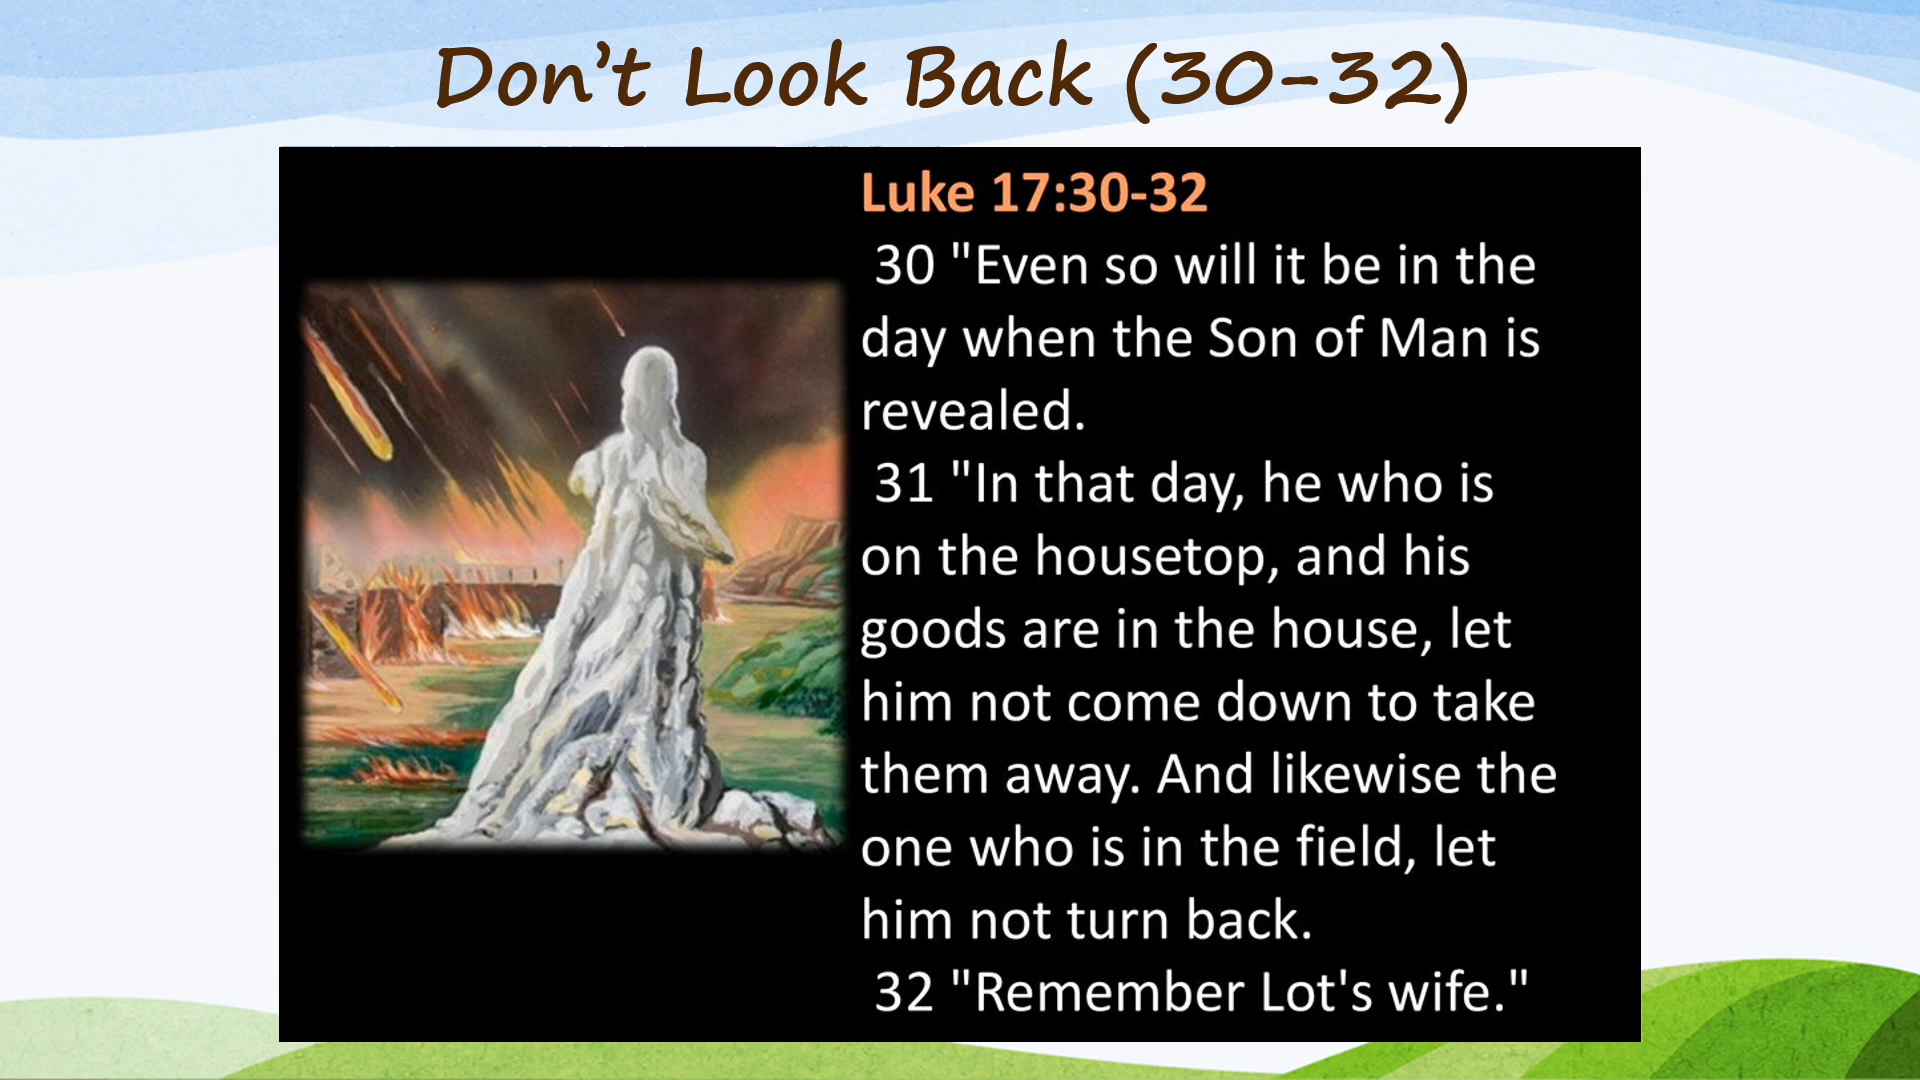 Don’t Look Back (30-32)
Luke 17:30-32
30 "Even so will it be in the
day when the Son of Man is
revealed.
31 "In that day, he who is
on the housetop, and his
goods are in the house, let
him not come down to take
them away. And likewise the
one who is in the field, let
him not turn back.
32 "Remember Lot's wife."